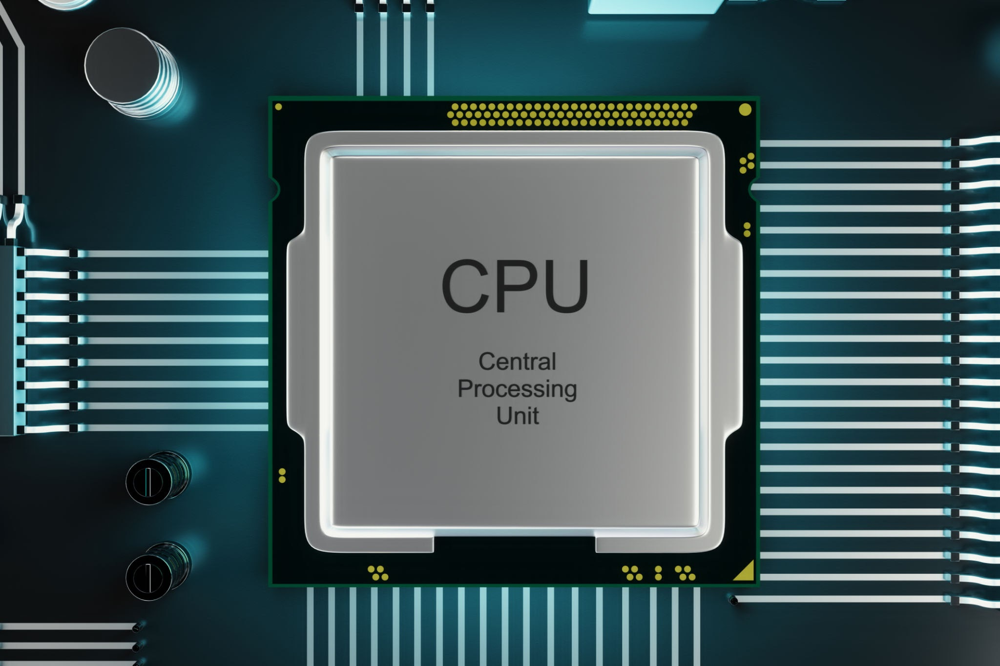 CPU
Central
Processing
Unit